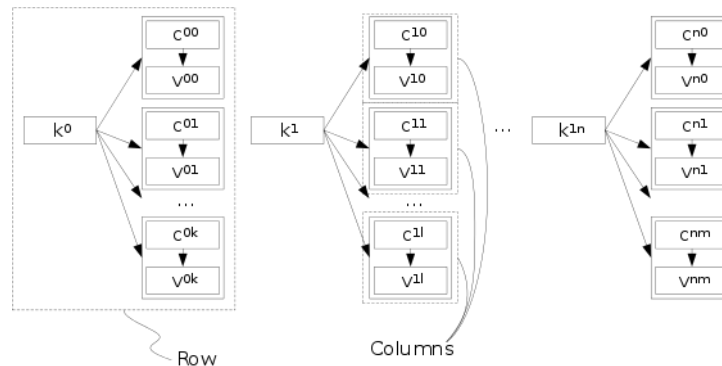 k⁰
c⁰⁰
v⁰⁰
c⁰¹
v⁰¹
...
c⁰ᵏ
v⁰ᵏ
Row
k¹
c¹⁰
v¹⁰
c¹¹
v¹¹
...
c¹ˡ
v¹ˡ
Columns
...
k¹ⁿ
cⁿ⁰
vⁿ⁰
cⁿ¹
vⁿ¹
...
cⁿᵐ
vⁿᵐ